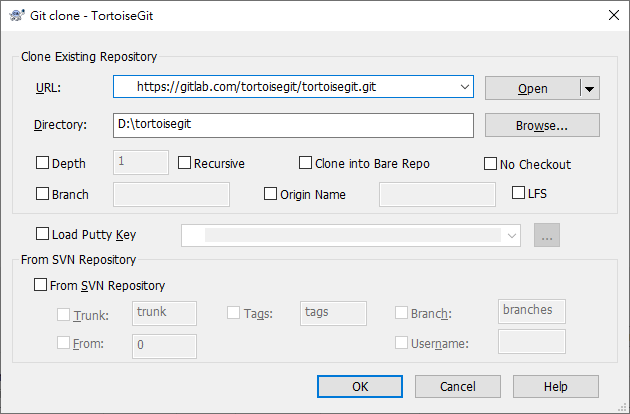 Git clone - TortoiseGit
Clone Existing Repository
URL: https://gitlab.com/tortoisegit/tortoisegit.git Open
Directory: D:\tortoisegit Browse...
Depth 1 Recursive Clone into Bare Repo No Checkout
Branch Origin Name LFS
Load Putty Key ...
From SVN Repository
From SVN Repository
Trunk: trunk Tags: tags Branch: branches
From: 0 Username:
OK Cancel Help